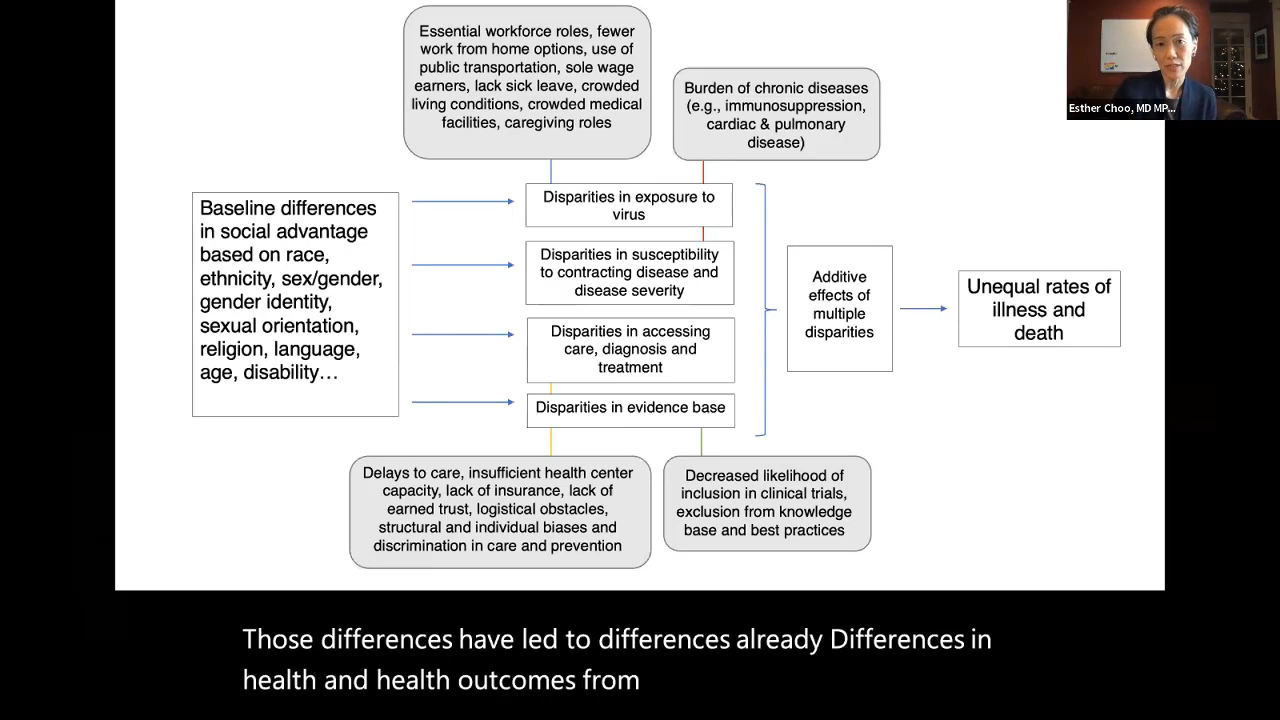 Essential workforce roles, fewer
work from home options, use of
public transportation, sole wage
earners, lack sick leave, crowded
living conditions, crowded medical
facilities, caregiving roles
Burden of chronic diseases
(e.g., immunosuppression,
cardiac & pulmonary
disease)
Esther Choo, MD MP...
Baseline differences
in social advantage
based on race,
ethnicity, sex/gender,
gender identity,
sexual orientation,
religion, language,
age, disability…
Disparities in exposure to
virus
Disparities in susceptibility
to contracting disease and
disease severity
Disparities in accessing
care, diagnosis and
treatment
Disparities in evidence base
Additive
effects of
multiple
disparities
Unequal rates of
illness and
death
Delays to care, insufficient health center
capacity, lack of insurance, lack of
earned trust, logistical obstacles,
structural and individual biases and
discrimination in care and prevention
Decreased likelihood of
inclusion in clinical trials,
exclusion from knowledge
base and best practices
Those differences have led to differences already Differences in
health and health outcomes from